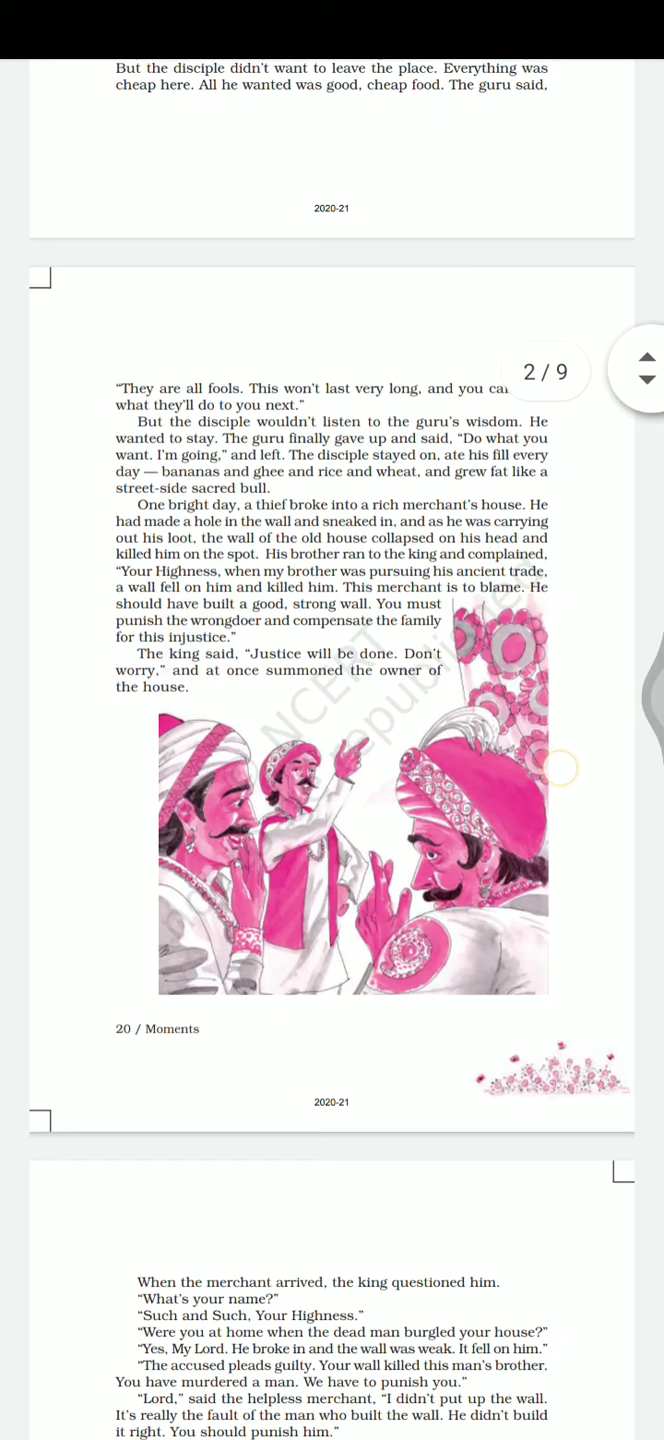 But the disciple didn't want to leave the place. Everything was
cheap here. All he wanted was good, cheap food. The guru said,
2020-21
2 / 9
“They are all fools. This won't last very long, and you
what they'll do to you next.”
But the disciple wouldn't listen to the guru's wisdom. He
wanted to stay. The guru finally gave up and said, “Do what you
want. I'm going,” and left. The disciple stayed on, ate his fill every
day — bananas and ghee and rice and wheat, and grew fat like a
street-side sacred bull.
One bright day, a thief broke into a rich merchant's house. He
had made a hole in the wall and sneaked in, and as he was carrying
out his loot, the wall of the old house collapsed on his head and
killed him on the spot. His brother ran to the king and complained,
“Your Highness, when my brother was pursuing his ancient trade,
a wall fell on him and killed him. This merchant is to blame. He
should have built a good, strong wall. You must
punish the wrongdoer and compensate the family
for this injustice.”
The king said, “Justice will be done. Don't
worry,” and at once summoned the owner of
the house.
NCERT
republished
20 / Moments
2020-21
When the merchant arrived, the king questioned him.
“What's your name?”
“Such and Such, Your Highness.”
“Were you at home when the dead man burgled your house?”
“Yes, My Lord. He broke in and the wall was weak. It fell on him.”
“The accused pleads guilty. Your wall killed this man's brother.
You have murdered a man. We have to punish you.”
“Lord,” said the helpless merchant, “I didn't put up the wall.
It's really the fault of the man who built the wall. He didn't build
it right. You should punish him.”